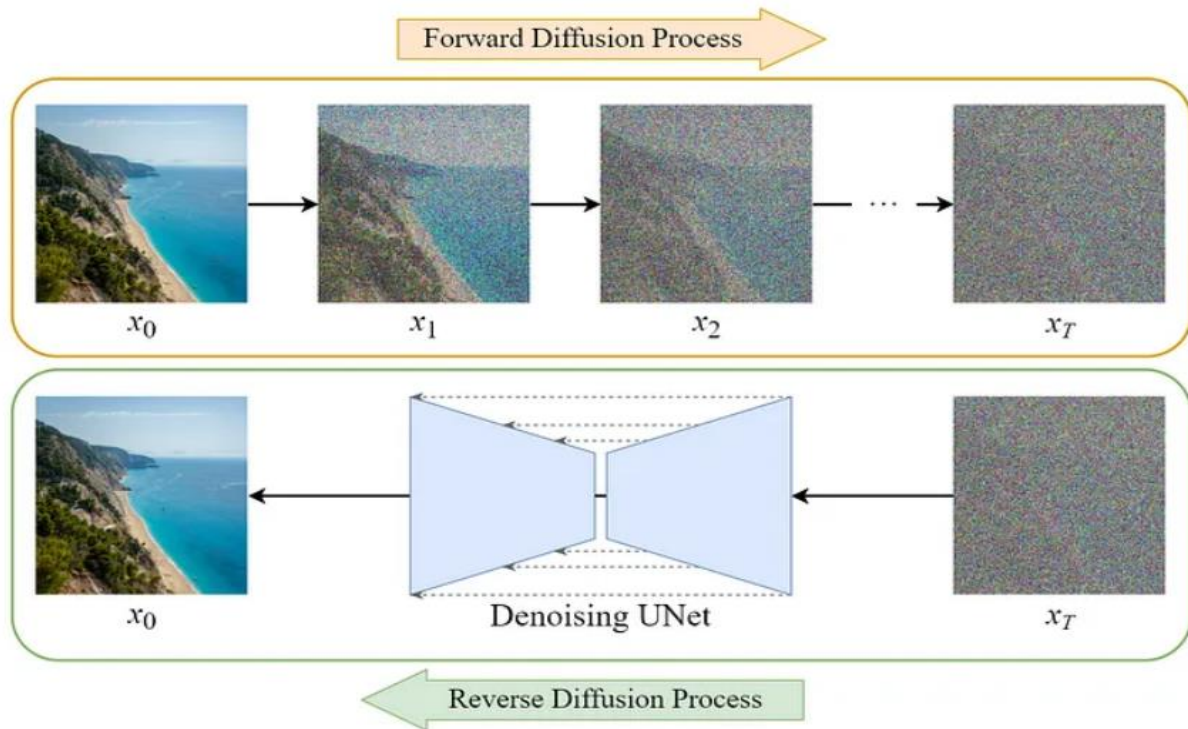 Forward Diffusion Process
...
x0
x1
x2
xT
x0
Denoising UNet
xT
Reverse Diffusion Process